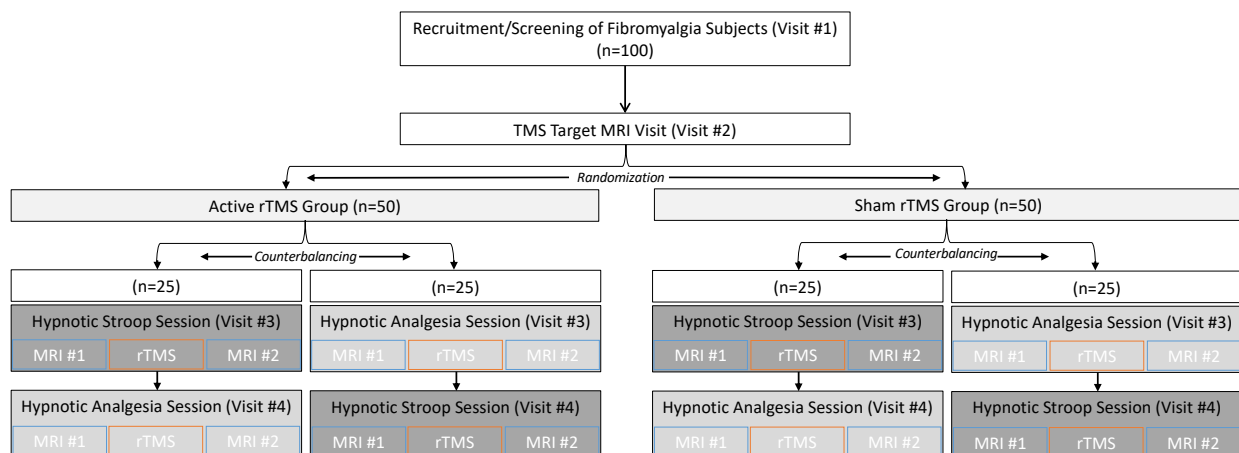 Recruitment/Screening of Fibromyalgia Subjects (Visit #1)
(n=100)
TMS Target MRI Visit (Visit #2)
Randomization
Active rTMS Group (n=50)
Sham rTMS Group (n=50)
Counterbalancing
Counterbalancing
(n=25)
(n=25)
(n=25)
(n=25)
Hypnotic Stroop Session (Visit #3)
MRI #1 rTMS MRI #2
Hypnotic Analgesia Session (Visit #3)
MRI #1 rTMS MRI #2
Hypnotic Stroop Session (Visit #3)
MRI #1 rTMS MRI #2
Hypnotic Analgesia Session (Visit #3)
MRI #1 rTMS MRI #2
Hypnotic Analgesia Session (Visit #4)
MRI #1 rTMS MRI #2
Hypnotic Stroop Session (Visit #4)
MRI #1 rTMS MRI #2
Hypnotic Analgesia Session (Visit #4)
MRI #1 rTMS MRI #2
Hypnotic Stroop Session (Visit #4)
MRI #1 rTMS MRI #2